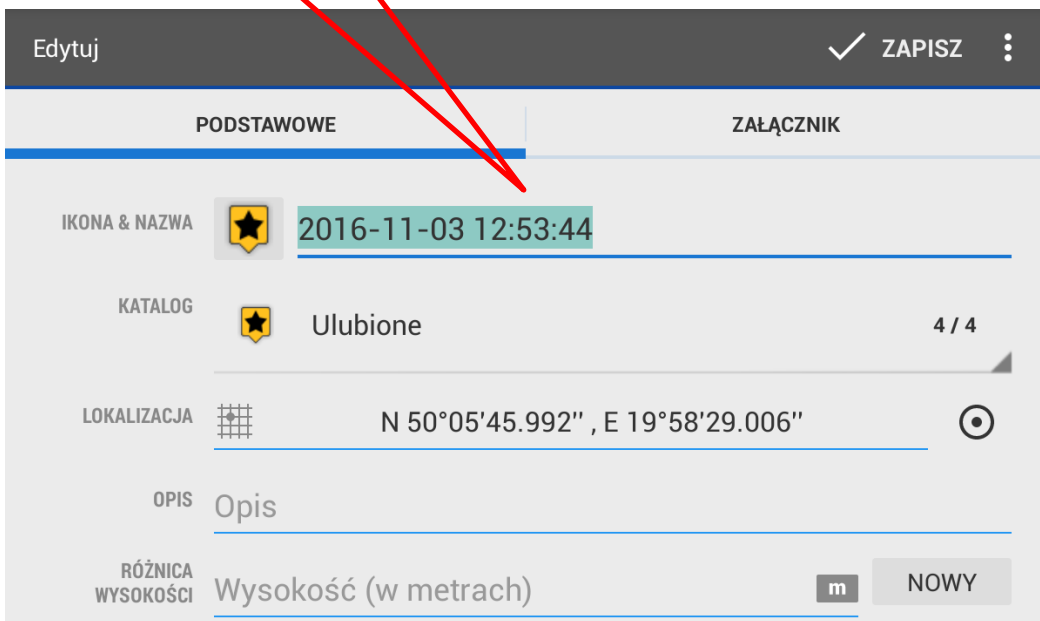 Edytuj ZAPISZ
PODSTAWOWE ZAŁĄCZNIK
IKONA & NAZWA 2016-11-03 12:53:44
KATALOG Ulubione 4 / 4
LOKALIZACJA N 50°05'45.992'' , E 19°58'29.006''
OPIS Opis
RÓŻNICA
WYSOKOŚCI Wysokość (w metrach) m NOWY